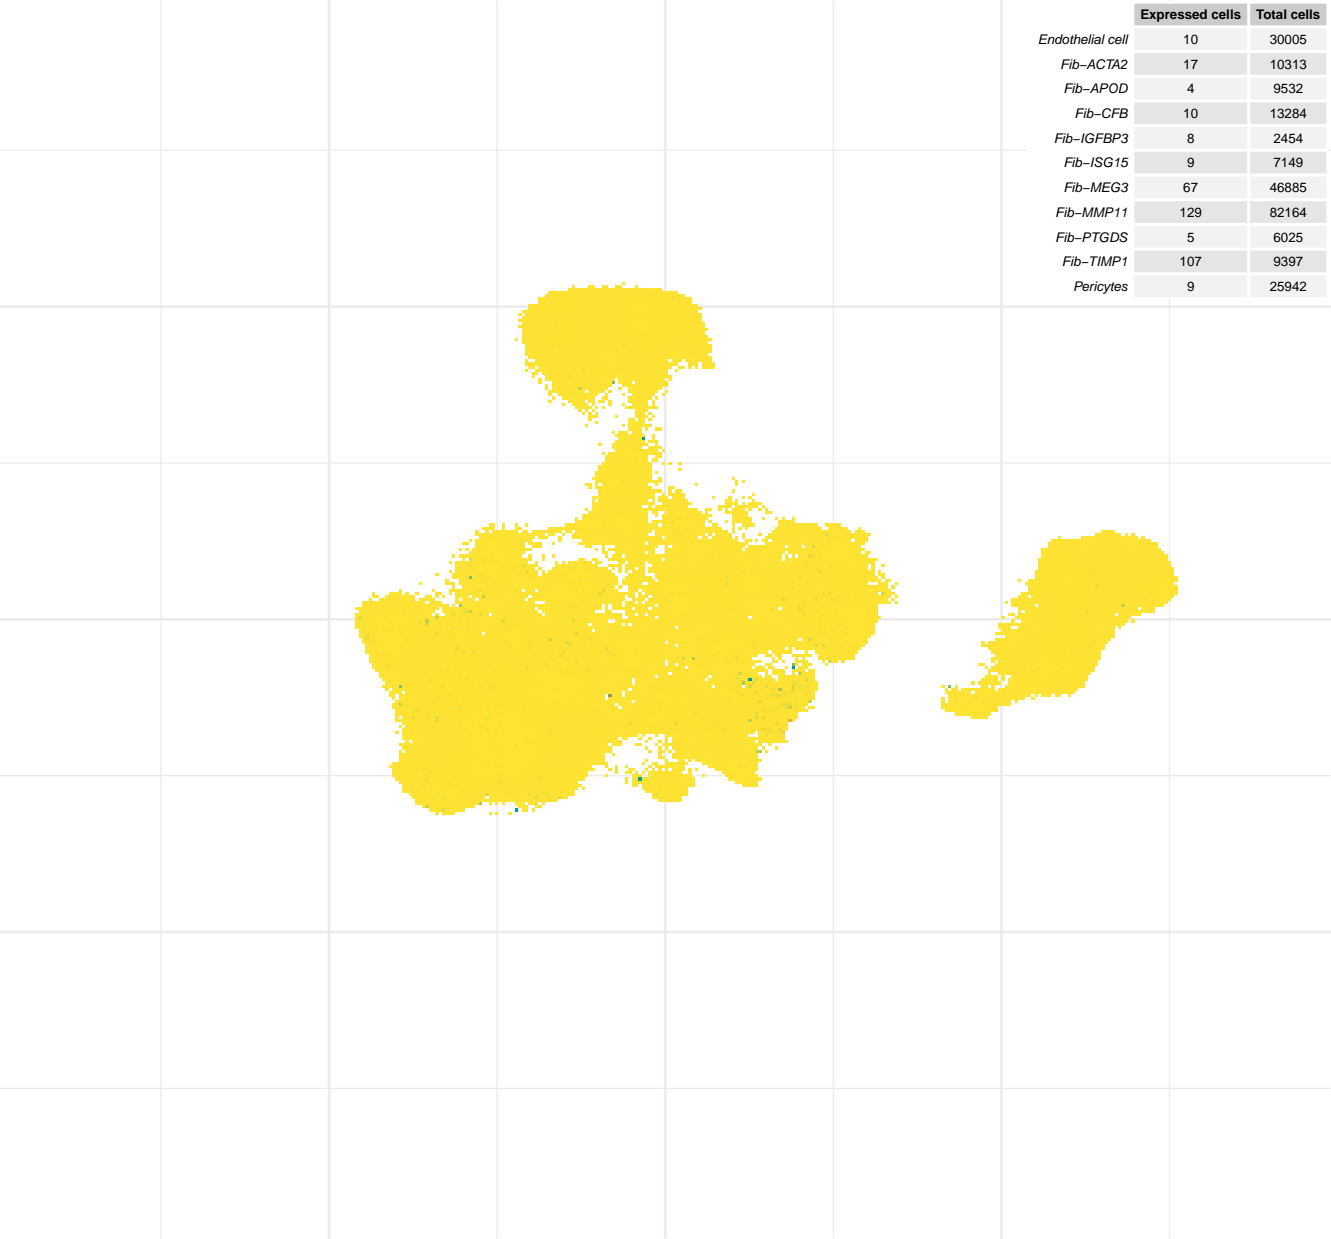 Expressed cells Total cells
Endothelial cell 10 30005
Fib−ACTA2 17 10313
Fib−APOD 4 9532
Fib−CFB 10 13284
Fib−IGFBP3 8 2454
Fib−ISG15 9 7149
Fib−MEG3 67 46885
Fib−MMP11 129 82164
Fib−PTGDS 5 6025
Fib−TIMP1 107 9397
Pericytes 9 25942